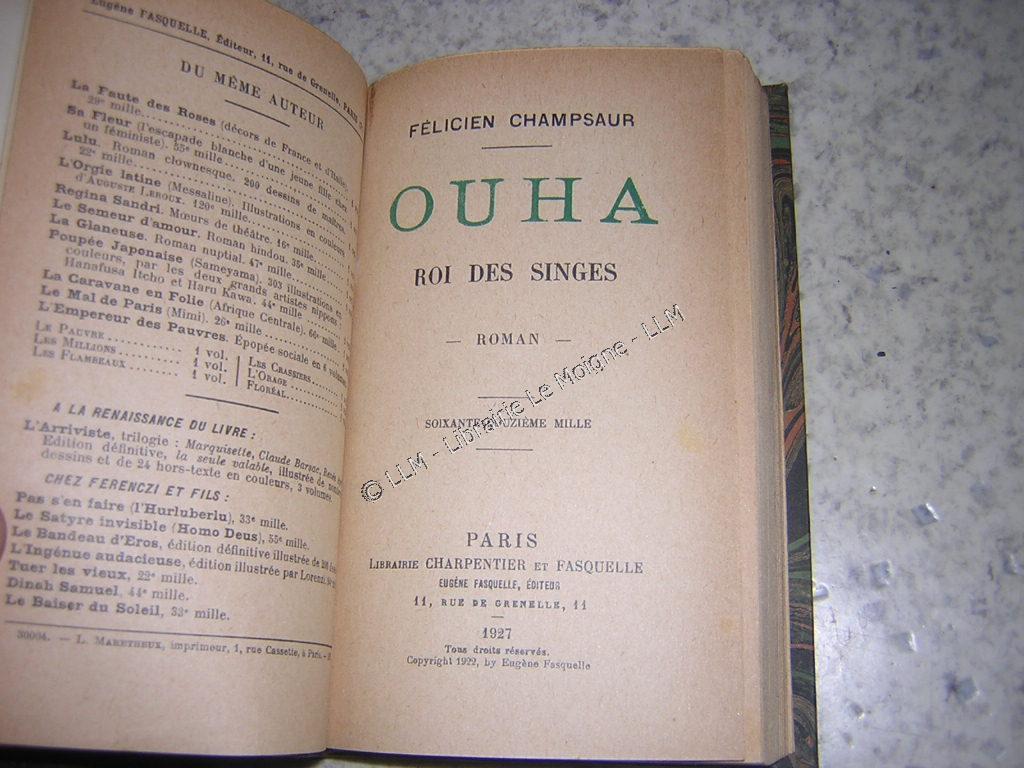 Eugène FASQUELLE, Éditeur, 11, rue de Grenelle, PARIS
DU MÊME AUTEUR
La Faute des Roses (décors de France et d'Italie)
29e mille
Sa Fleur (l'escapade blanche d'une jeune fille chez
un féministe). 55e mille
Lulu. Roman clownesque. 200 dessins de maîtres.
22e mille
L'Orgie latine (Messaline). Illustrations en couleurs
d'AUGUSTE LEROUX. 120e mille.
Regina Sandri. Mœurs de théâtre. 16e mille.
Le Semeur d'amour. Roman hindou. 35e mille
La Glaneuse. Roman nuptial. 47e mille
Poupée Japonaise (Sameyama). 303 illustrations en
couleurs, par les deux grands artistes nippons :
Hanafusa Itcho et Haru Kawa. 44e mille
La Caravane en Folie (Afrique Centrale). 66e mille.
Le Mal de Paris (Mimi). 26e mille
L'Empereur des Pauvres. Épopée sociale en 6 volumes
LE PAUVRE 1 vol. LES CRASSIERS
LES MILLIONS 1 vol. L'ORAGE
LES FLAMBEAUX 1 vol. FLORÉAL
A LA RENAISSANCE DU LIVRE :
L'Arriviste, trilogie : Marquisette, Claude Barsac,
Edition définitive, la seule valable, illustrée de
dessins et de 24 hors-texte en couleurs, 3 volumes.
CHEZ FERENCZI ET FILS :
Pas s'en faire (l'Hurluberlu), 33e mille.
Le Satyre invisible (Homo Deus), 55e mille.
Le Bandeau d'Eros, édition définitive illustrée de
L'Ingénue audacieuse, édition illustrée par Lorenzi.
Tuer les vieux, 22e mille.
Dinah Samuel, 44e mille.
Le Baiser du Soleil, 33e mille.
30004. — L. MARETHEUX, imprimeur, 1, rue Cassette, à Paris.
FÉLICIEN CHAMPSAUR
OUHA
ROI DES SINGES
— ROMAN —
SOIXANTE-DOUZIÈME MILLE
© LLM - Librairie Le Moigne - LLM
PARIS
LIBRAIRIE CHARPENTIER ET FASQUELLE
EUGÈNE FASQUELLE, ÉDITEUR
11, RUE DE GRENELLE, 11
1927
Tous droits réservés.
Copyright 1922, by Eugène Fasquelle